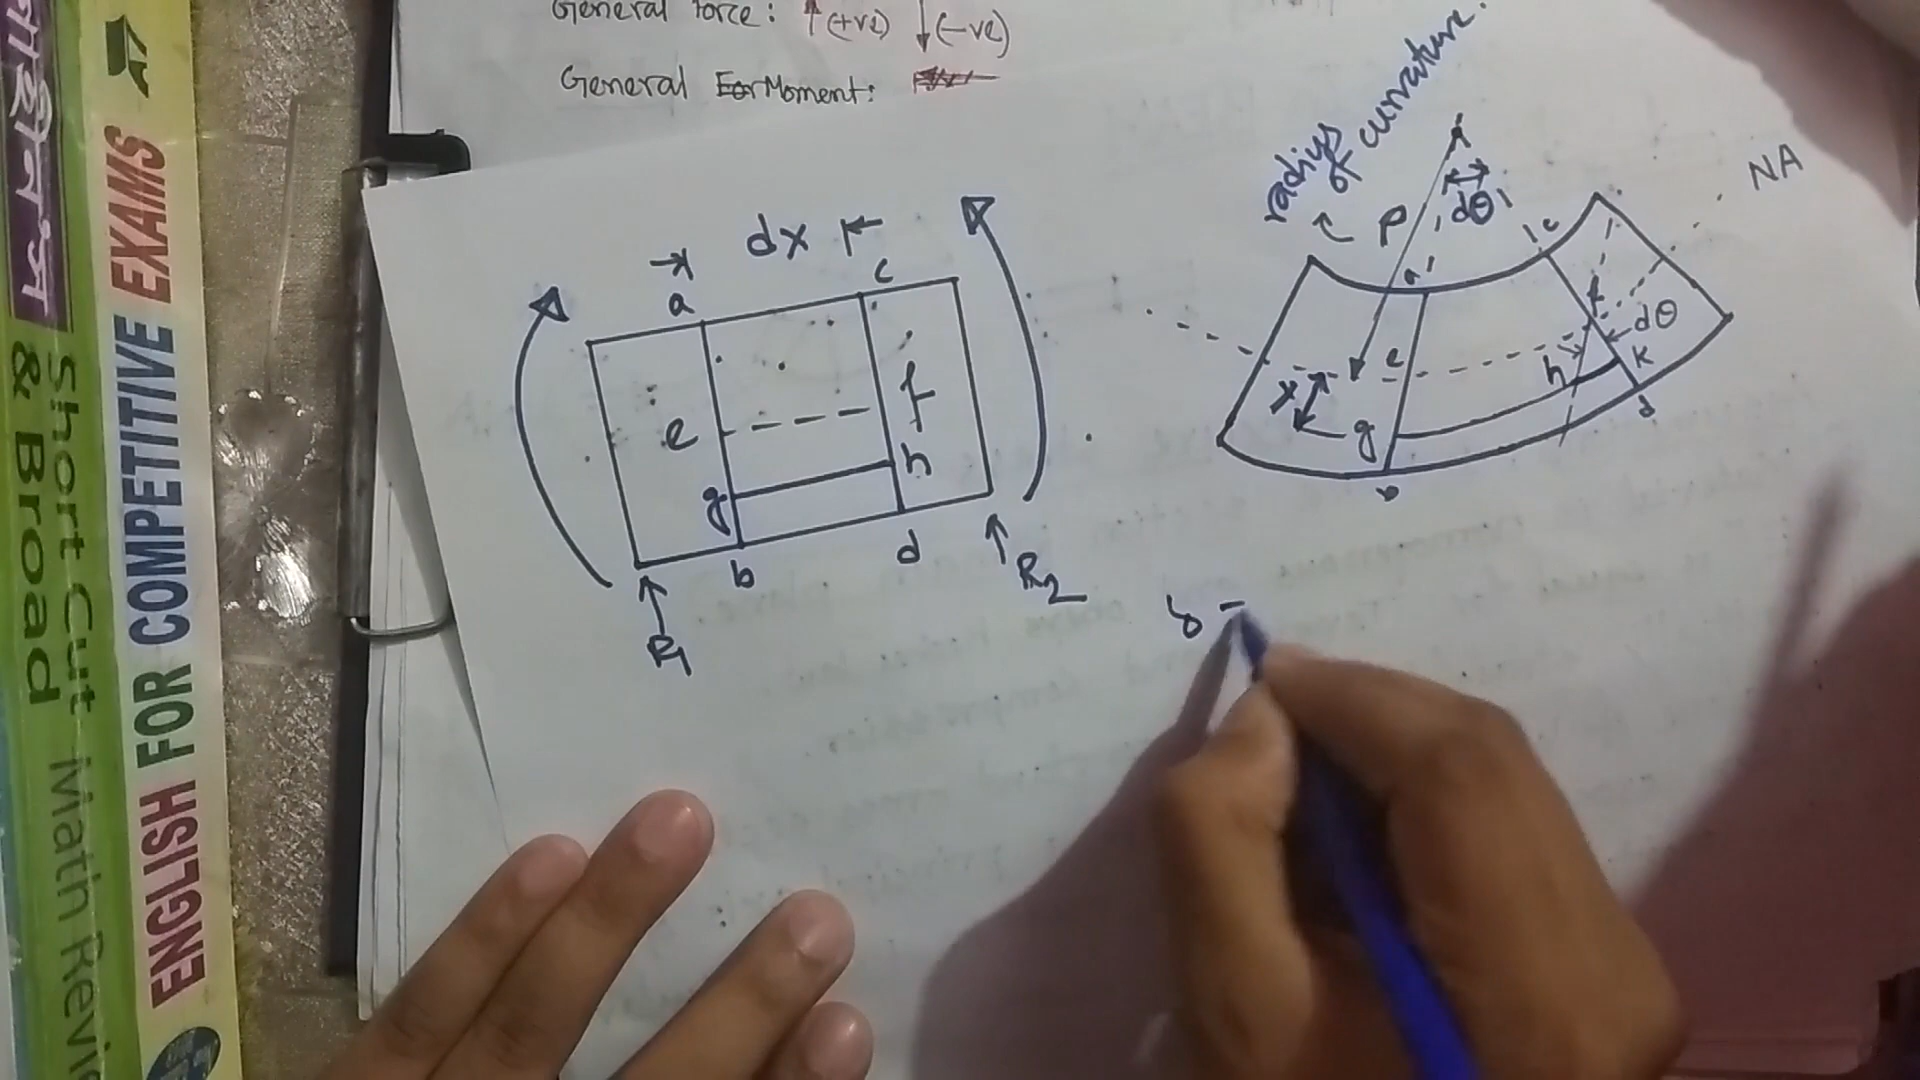 General force: ↑(+ve) ↓(-ve)
General Moment:
radius of curvature.
NA
dx
a
c
e
f
g
h
b
d
R1
R2
ρ
dθ
a
c
f
dθ
e
h
k
y
g
b
d
y =
Short Cut Math Revi
& Broad
ENGLISH FOR COMPETITIVE EXAMS